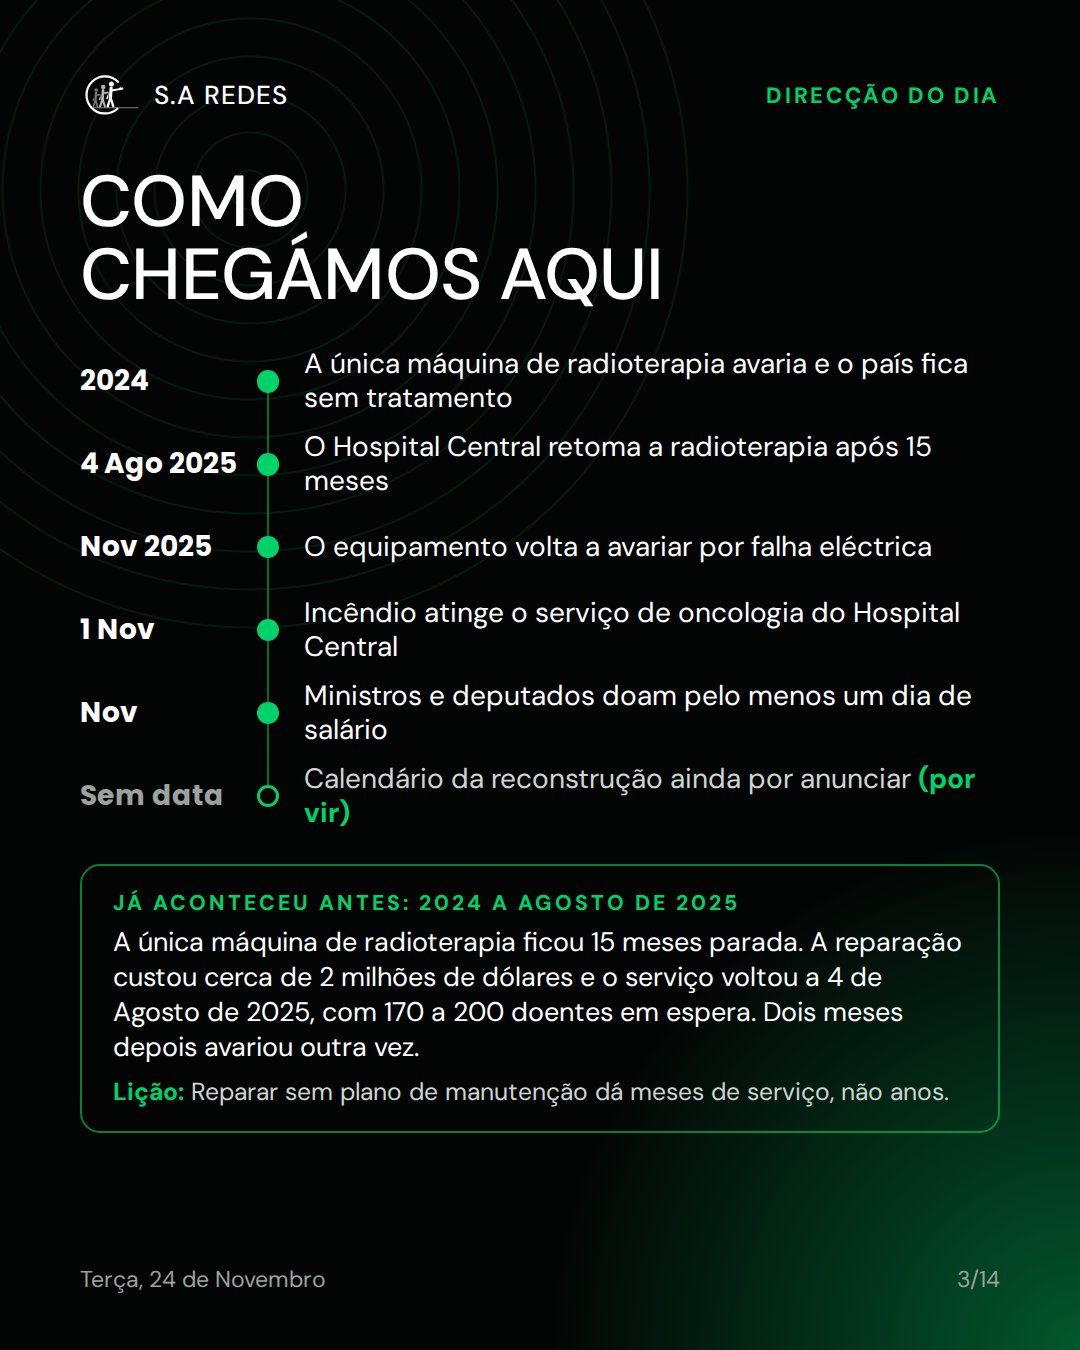 S.A REDES
DIRECÇÃO DO DIA
COMO
CHEGÁMOS AQUI
2024
A única máquina de radioterapia avaria e o país fica
sem tratamento
4 Ago 2025
O Hospital Central retoma a radioterapia após 15
meses
Nov 2025
O equipamento volta a avariar por falha eléctrica
1 Nov
Incêndio atinge o serviço de oncologia do Hospital
Central
Nov
Ministros e deputados doam pelo menos um dia de
salário
Sem data
Calendário da reconstrução ainda por anunciar (por
vir)
JÁ ACONTECEU ANTES: 2024 A AGOSTO DE 2025
A única máquina de radioterapia ficou 15 meses parada. A reparação
custou cerca de 2 milhões de dólares e o serviço voltou a 4 de
Agosto de 2025, com 170 a 200 doentes em espera. Dois meses
depois avariou outra vez.
Lição: Reparar sem plano de manutenção dá meses de serviço, não anos.
Terça, 24 de Novembro
3/14